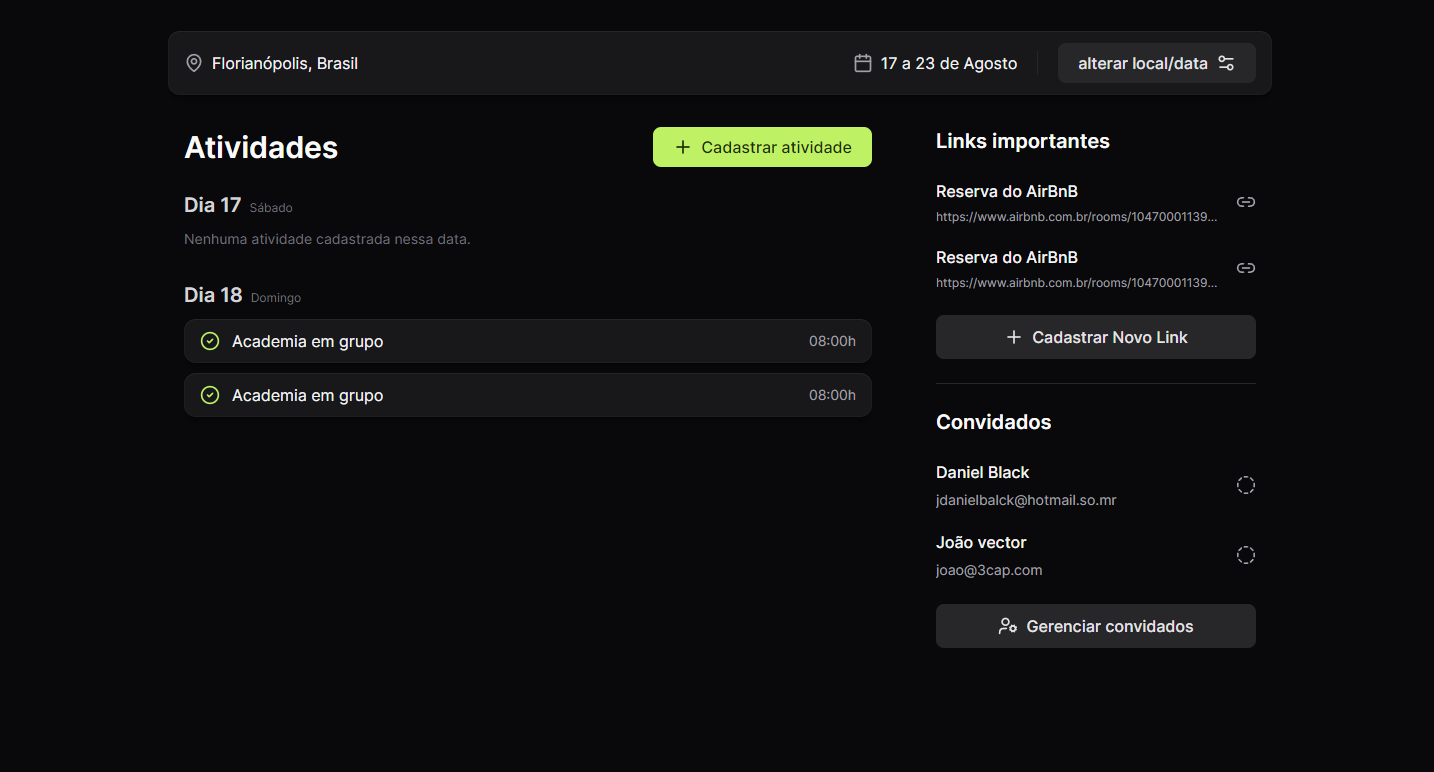 Florianópolis, Brasil
17 a 23 de Agosto
alterar local/data
Atividades
Cadastrar atividade
Dia 17 Sábado
Nenhuma atividade cadastrada nessa data.
Dia 18 Domingo
Academia em grupo 08:00h
Academia em grupo 08:00h
Links importantes
Reserva do AirBnB
https://www.airbnb.com.br/rooms/10470001139...
Reserva do AirBnB
https://www.airbnb.com.br/rooms/10470001139...
Cadastrar Novo Link
Convidados
Daniel Black
jdanielbalck@hotmail.so.mr
João vector
joao@3cap.com
Gerenciar convidados